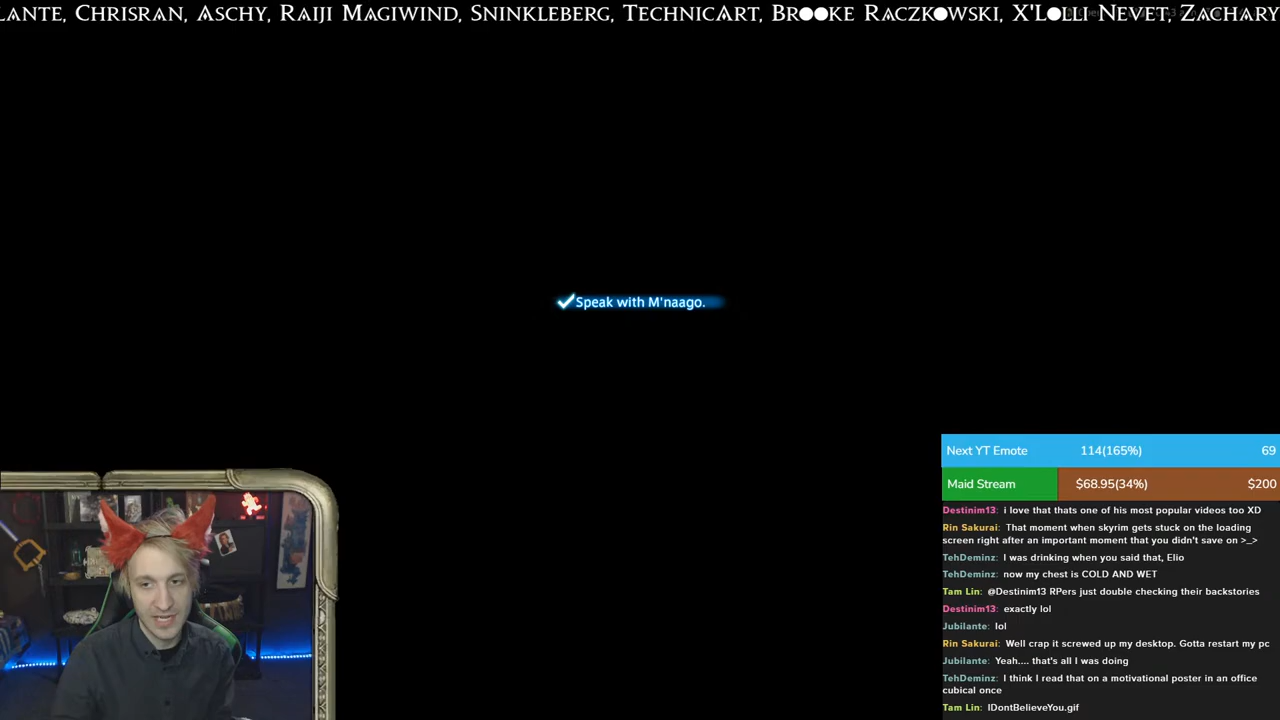 LANTE, CHRISRAN, ASCHY, RAIJI MAGIWIND, SNINKLEBERG, TECHNICART, BROOKE RACZKOWSKI, X'LOLLI NEVET, ZACHARY
Speak with M'naago.
Next YT Emote 114(165%) 69
Maid Stream $68.95(34%) $200
Destinim13: i love that thats one of his most popular videos too XD
Rin Sakurai: That moment when skyrim gets stuck on the loading
screen right after an important moment that you didn't save on >_>
TehDeminz: I was drinking when you said that, Elio
TehDeminz: now my chest is COLD AND WET
Tam Lin: @Destinim13 RPers just double checking their backstories
Destinim13: exactly lol
Jubilante: lol
Rin Sakurai: Well crap it screwed up my desktop. Gotta restart my pc
Jubilante: Yeah.... that's all I was doing
TehDeminz: I think I read that on a motivational poster in an office
cubical once
Tam Lin: IDontBelieveYou.gif